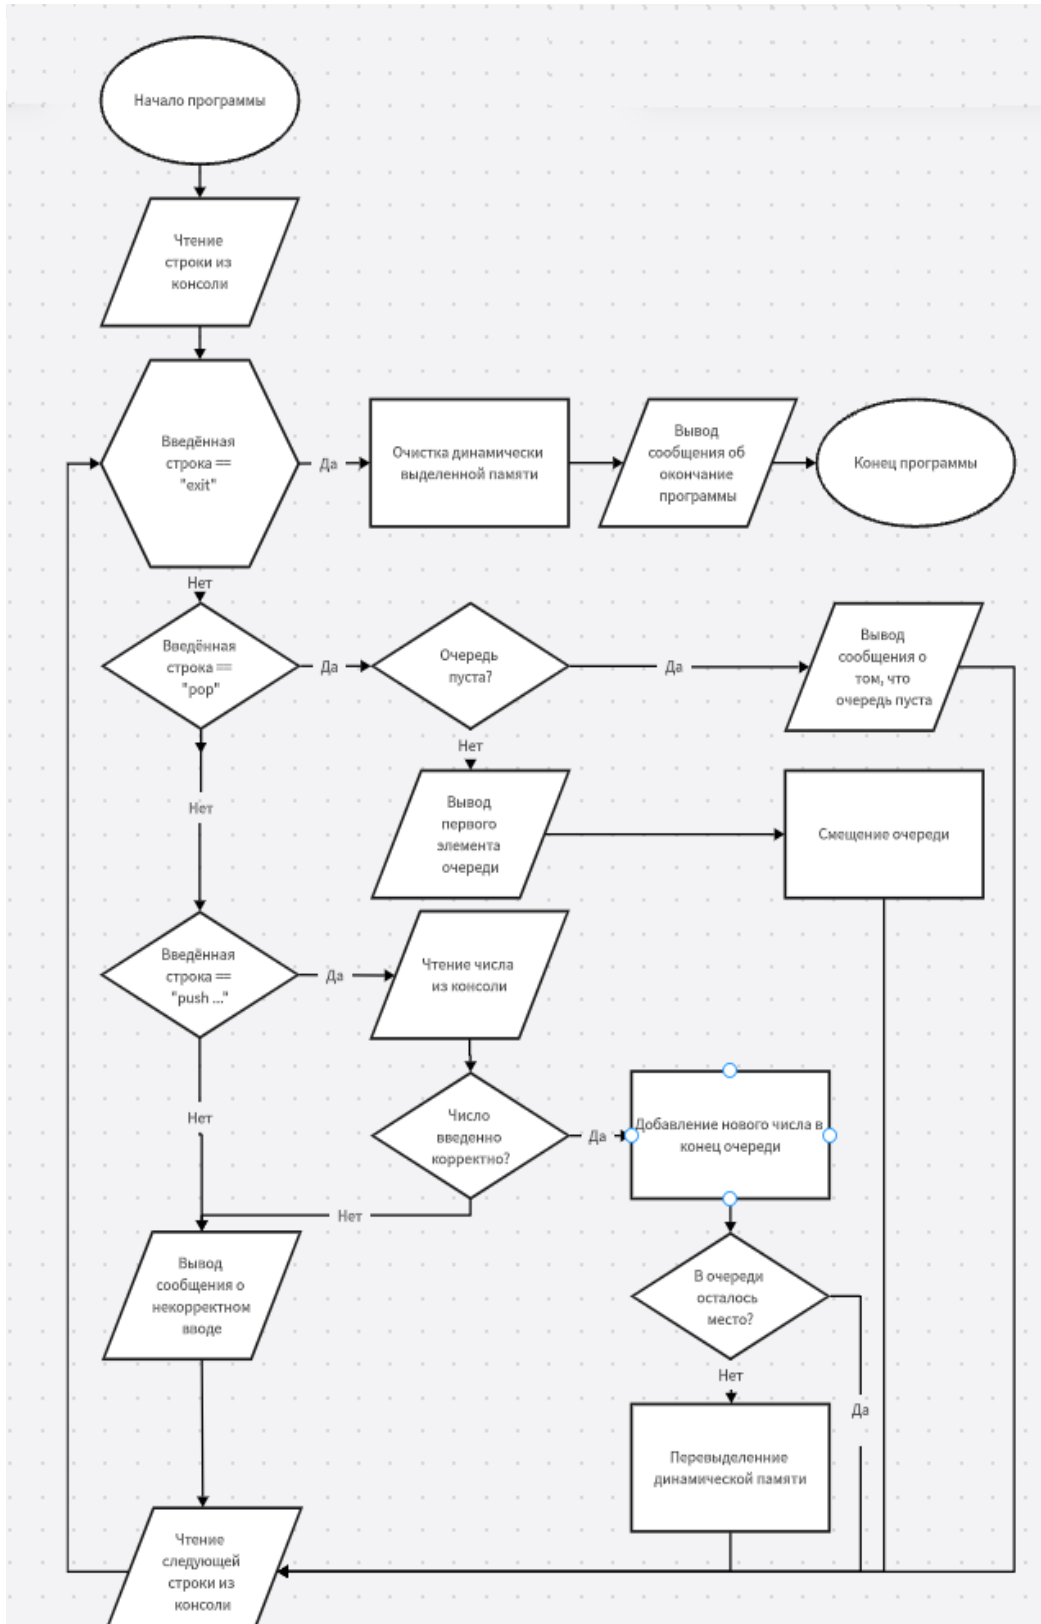 Начало программы
Чтение
строки из
консоли
Введённая
строка ==
"exit"
Да
Очистка динамически
выделенной памяти
Вывод
сообщения об
окончание
программы
Конец программы
Нет
Введённая
строка ==
"pop"
Да
Очередь
пуста?
Да
Вывод
сообщения о
том, что
очередь пуста
Нет
Нет
Вывод
первого
элемента
очереди
Смещение очереди
Введённая
строка ==
"push ..."
Да
Чтение числа
из консоли
Нет
Число
введенно
корректно?
Да
Добавление нового числа в
конец очереди
Нет
Вывод
сообщения о
некорректном
вводе
В очереди
осталось
место?
Нет
Да
Перевыделенние
динамической памяти
Чтение
следующей
строки из
консоли